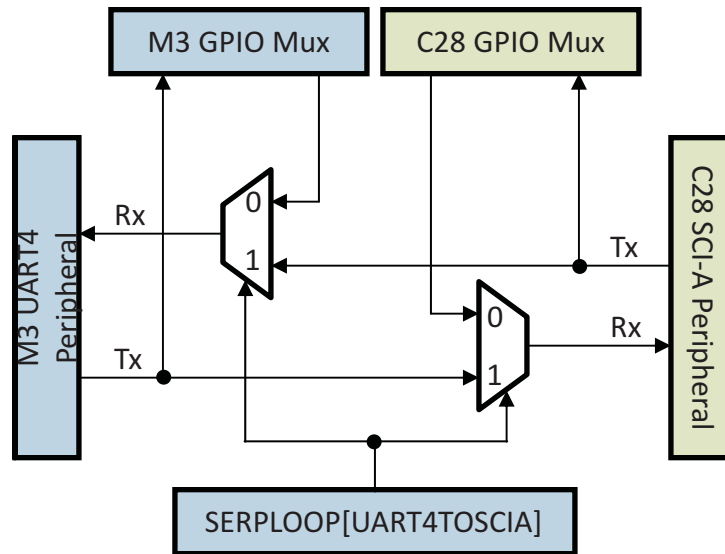 M3 GPIO Mux
C28 GPIO Mux
M3 UART4
Peripheral
C28 SCI-A Peripheral
Rx
0
1
Tx
Tx
0
1
Rx
SERPLOOP[UART4TOSCIA]